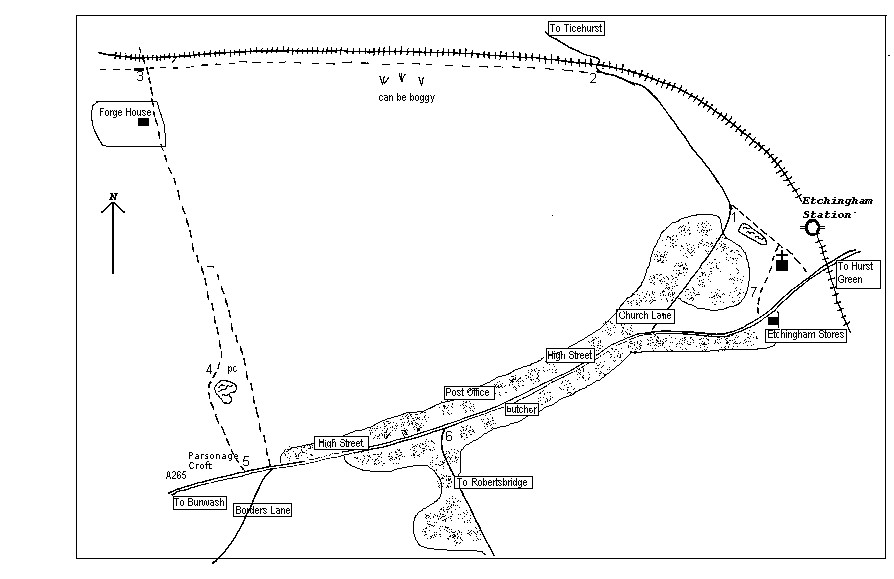 To Ticehurst
2
3
can be boggy
Forge House
N
Etchingham
Station
1
To Hurst
Green
7
Church Lane
Etchingham Stores
High Street
4
pc
Post Office
butcher
High Street
6
Parsonage
Croft
5
A265
To Burwash
Borders Lane
To Robertsbridge